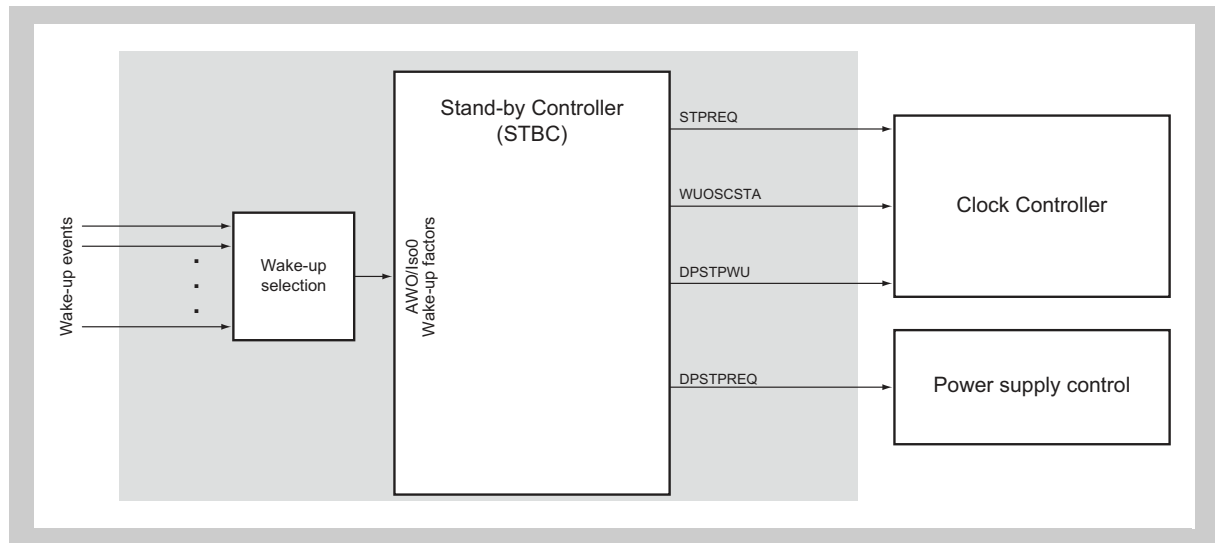 Wake-up events
Wake-up
selection
AWO/Iso0
Wake-up factors
Stand-by Controller
(STBC)
STPREQ
WUOSCSTA
DPSTPWU
DPSTPREQ
Clock Controller
Power supply control